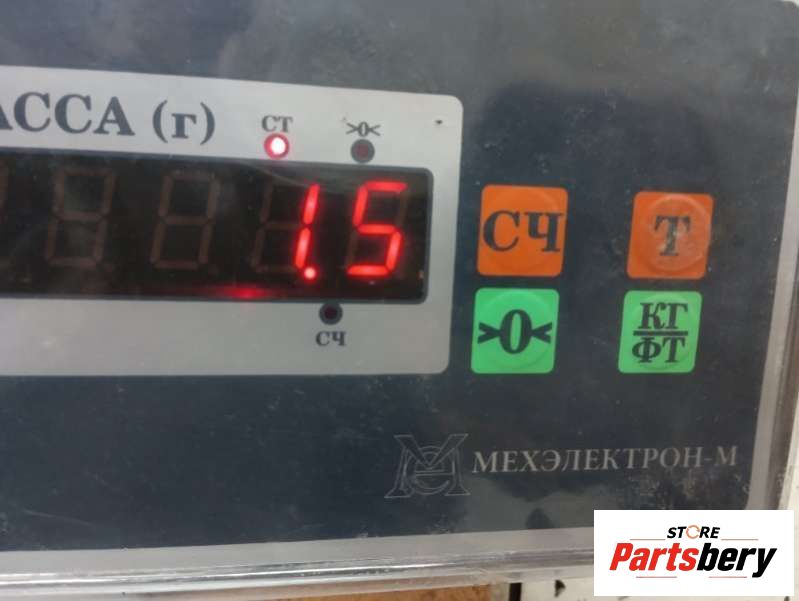 АССА (г)
СТ
>0<
1.5
СЧ
СЧ
Т
>0<
КГ
ФТ
МЕХЭЛЕКТРОН-М
STORE
Partsbery